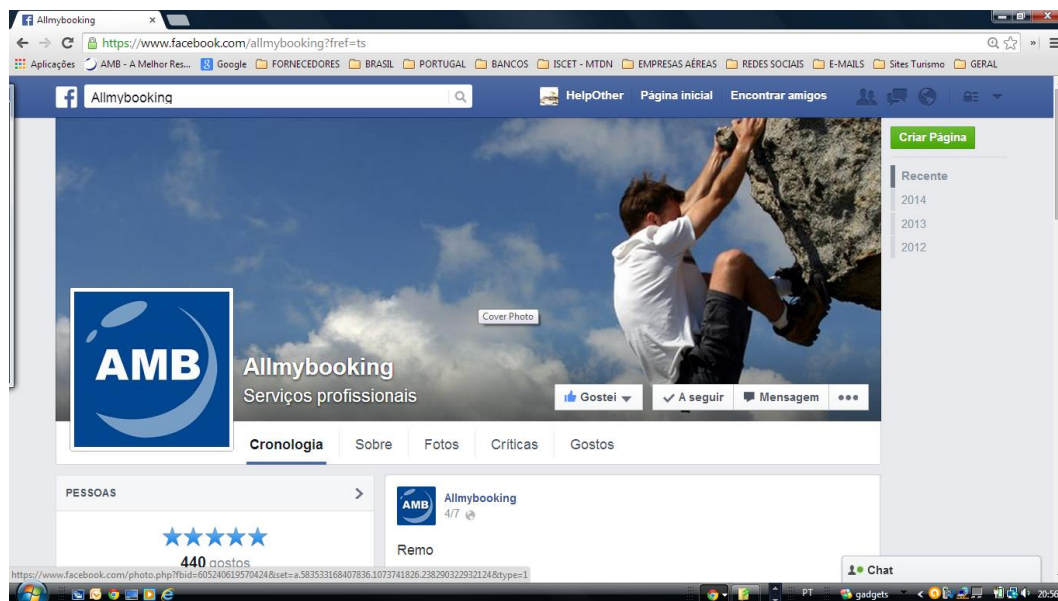 Allmybooking
https://www.facebook.com/allmybooking?fref=ts
Aplicações AMB - A Melhor Res... Google FORNECEDORES BRASIL PORTUGAL BANCOS ISCET - MTDN EMPRESAS AÉREAS REDES SOCIAIS E-MAILS Sites Turismo GERAL
Allmybooking HelpOther Página inicial Encontrar amigos
Criar Página
Recente
2014
2013
2012
Cover Photo
AMB
Allmybooking
Serviços profissionais
Gostei A seguir Mensagem
Cronologia Sobre Fotos Críticas Gostos
PESSOAS
440 gostos
AMB
Allmybooking
4/7
Remo
https://www.facebook.com/photo.php?fbid=605240619570424&set=a.583533168407836.1073741826.238290322932124&type=1
Chat
PT gadgets 20:56